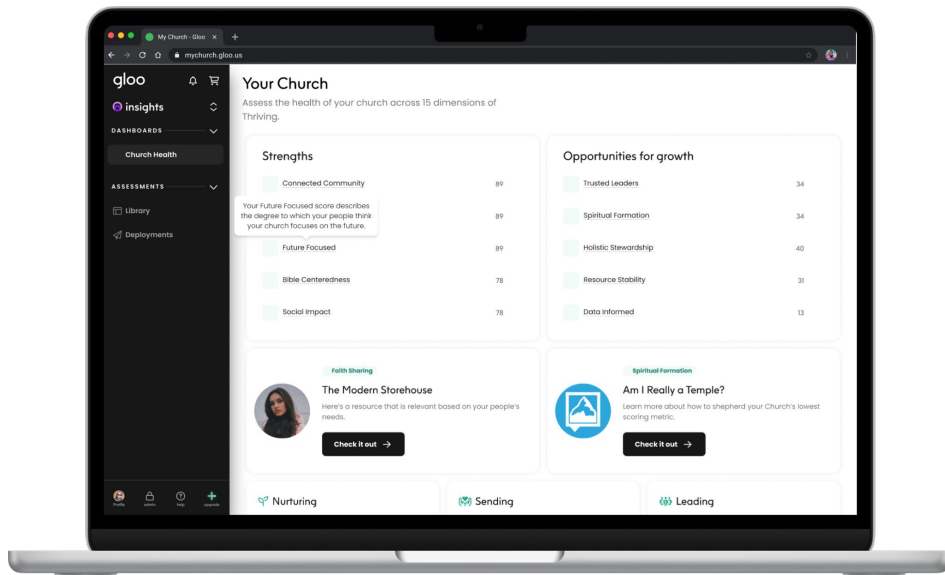 My Church - Gloo
mychurch.gloo.us
gloo
insights
DASHBOARDS
Church Health
ASSESSMENTS
Library
Deployments
Profile
admin
help
upgrade
Your Church
Assess the health of your church across 15 dimensions of
Thriving.
Strengths
Connected Community 89
Your Future Focused score describes
the degree to which your people think
your church focuses on the future.
89
Future Focused 89
Bible Centeredness 78
Social Impact 78
Opportunities for growth
Trusted Leaders 34
Spiritual Formation 34
Holistic Stewardship 40
Resource Stability 31
Data Informed 13
Faith Sharing
The Modern Storehouse
Here's a resource that is relevant based on your people's
needs.
Check it out
Spiritual Formation
Am I Really a Temple?
Learn more about how to shepherd your Church's lowest
scoring metric.
Check it out
Nurturing
Sending
Leading